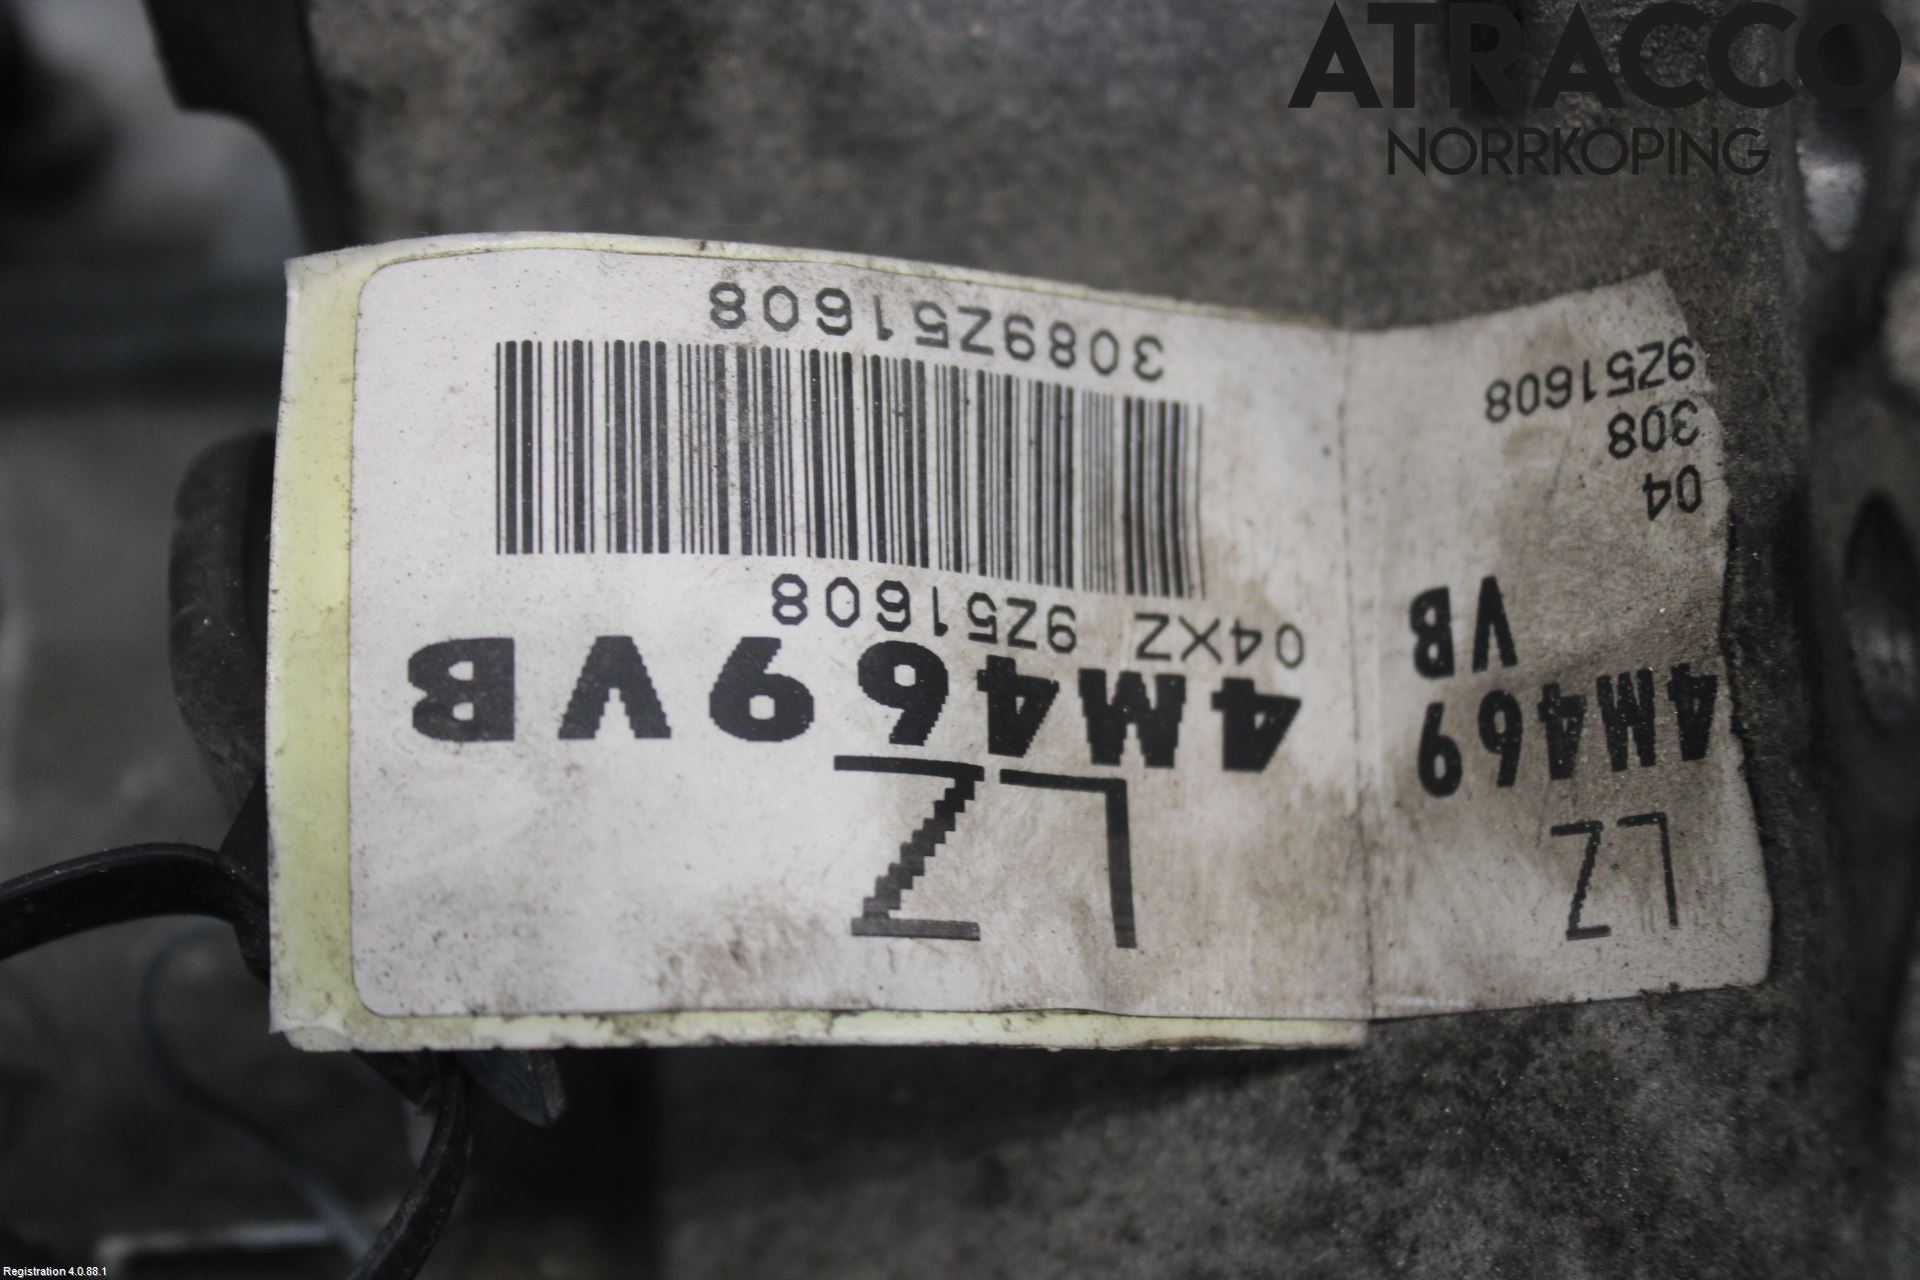 ATRACCO
NORRKÖPING
LZ
4M469
VB
04
308
9Z51608
LZ
4M469VB
04XZ 9Z51608
3089Z51608
Registration 4.0.88.1